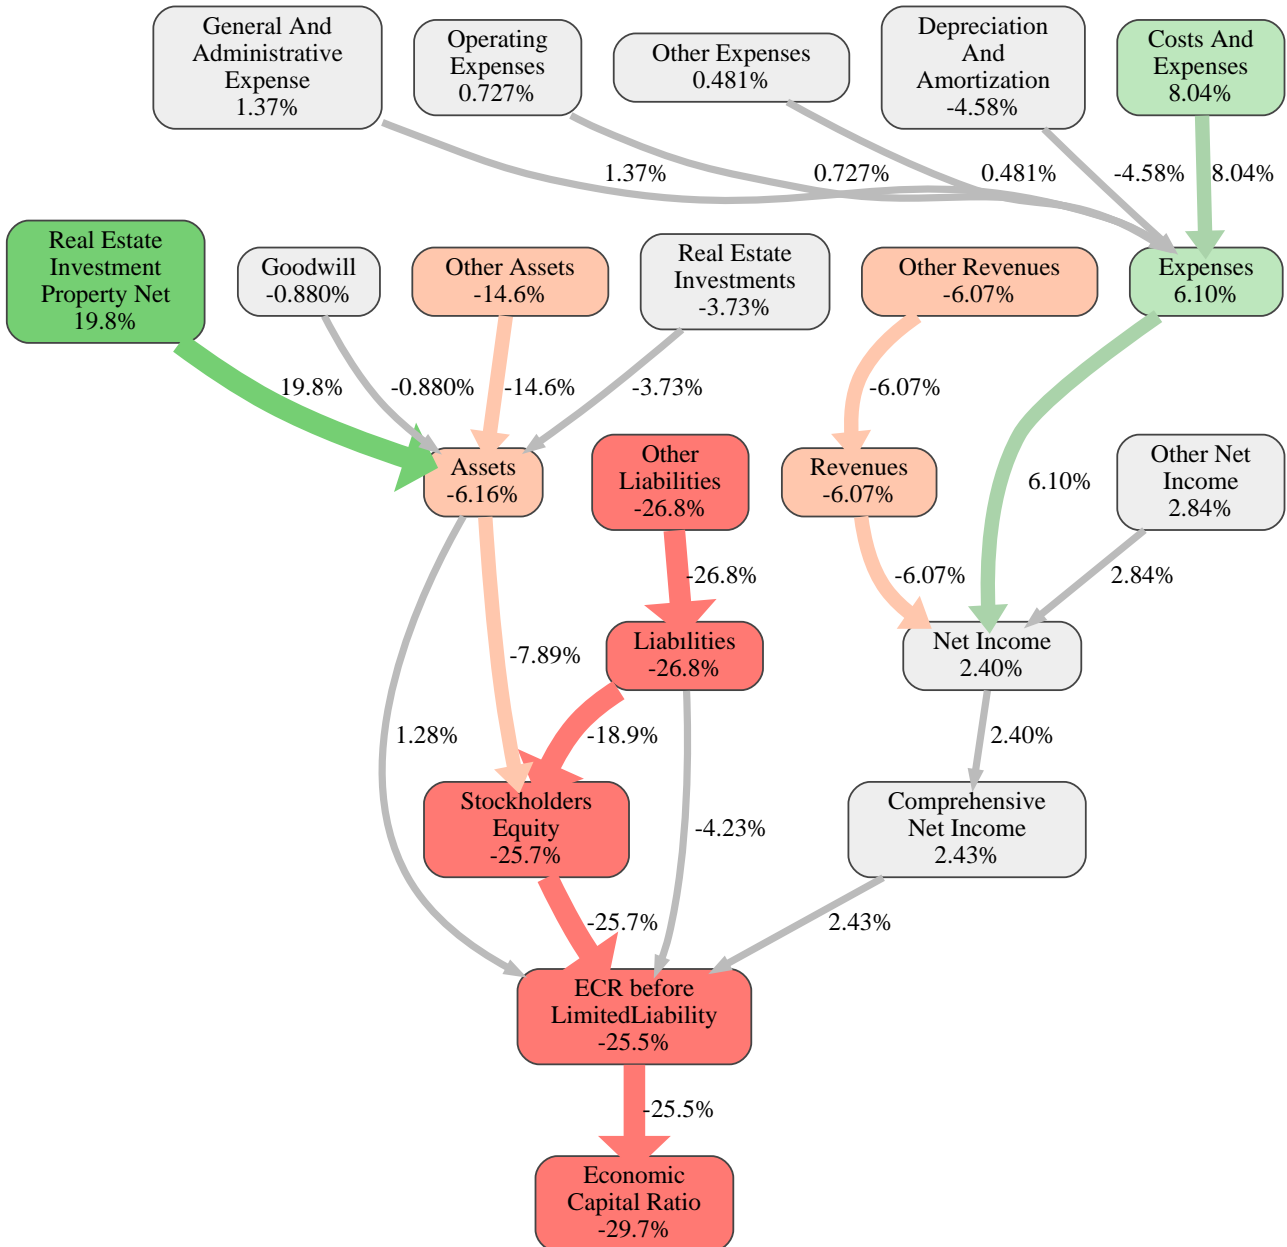 General And
Administrative
Expense
1.37%
Operating
Expenses
0.727%
Other Expenses
0.481%
Depreciation
And
Amortization
-4.58%
Costs And
Expenses
8.04%
1.37%
0.727%
0.481%
-4.58%
8.04%
Real Estate
Investment
Property Net
19.8%
Goodwill
-0.880%
Other Assets
-14.6%
Real Estate
Investments
-3.73%
Other Revenues
-6.07%
Expenses
6.10%
19.8%
-0.880%
-14.6%
-3.73%
-6.07%
6.10%
Assets
-6.16%
Other
Liabilities
-26.8%
Revenues
-6.07%
Other Net
Income
2.84%
-26.8%
-6.07%
2.84%
-7.89%
Liabilities
-26.8%
Net Income
2.40%
1.28%
-18.9%
2.40%
Stockholders
Equity
-25.7%
-4.23%
Comprehensive
Net Income
2.43%
-25.7%
2.43%
ECR before
LimitedLiability
-25.5%
-25.5%
Economic
Capital Ratio
-29.7%